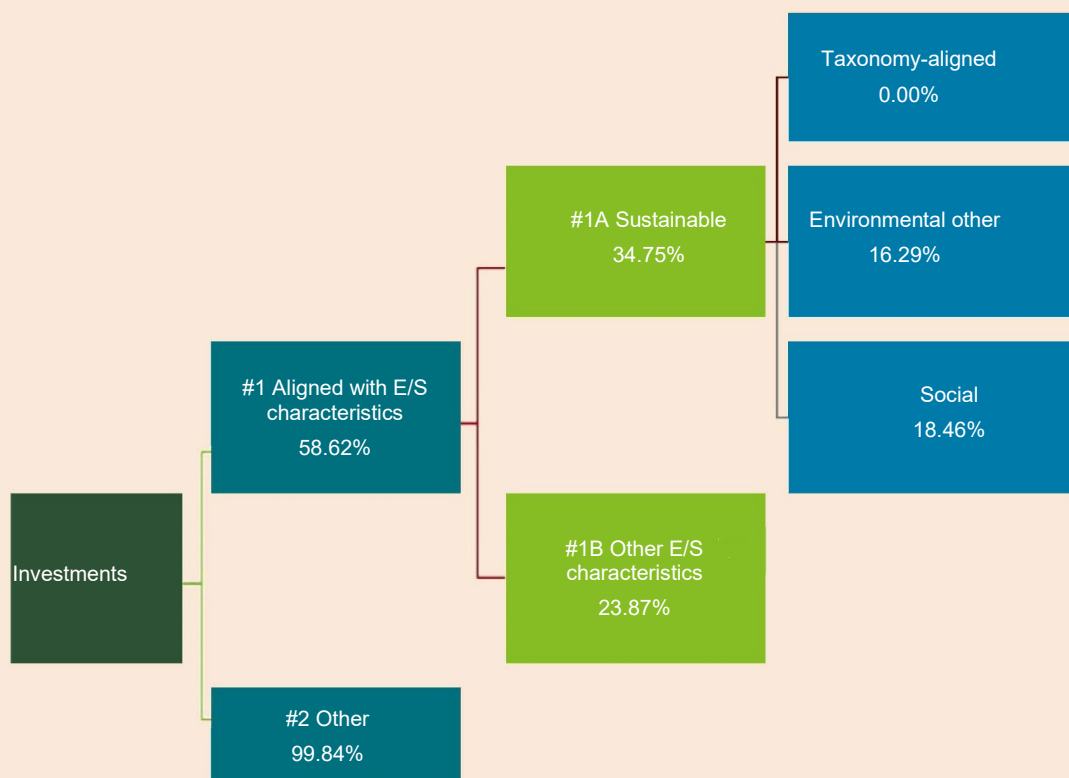 Taxonomy-aligned
0.00%
#1A Sustainable
34.75%
Environmental other
16.29%
#1 Aligned with E/S
characteristics
58.62%
Social
18.46%
Investments
#1B Other E/S
characteristics
23.87%
#2 Other
99.84%